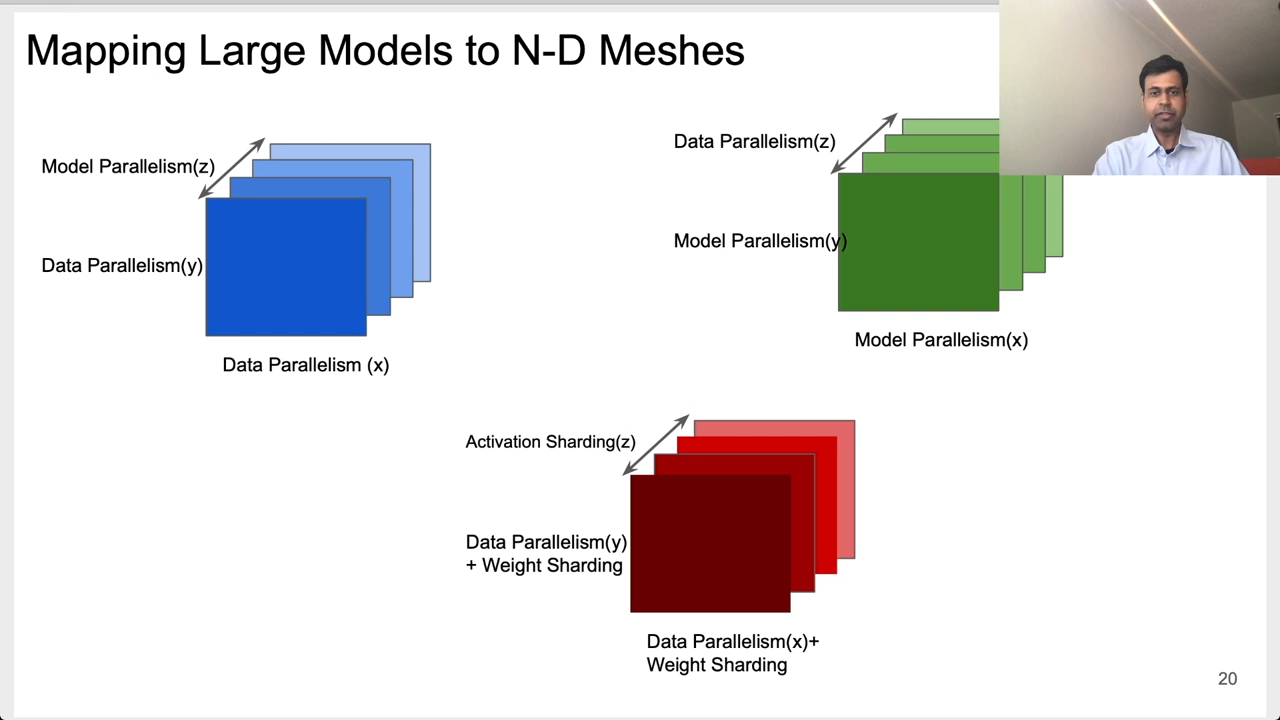 Mapping Large Models to N-D Meshes
Model Parallelism(z)
Data Parallelism(y)
Data Parallelism (x)
Data Parallelism(z)
Model Parallelism(y)
Model Parallelism(x)
Activation Sharding(z)
Data Parallelism(y)
+ Weight Sharding
Data Parallelism(x)+
Weight Sharding
20